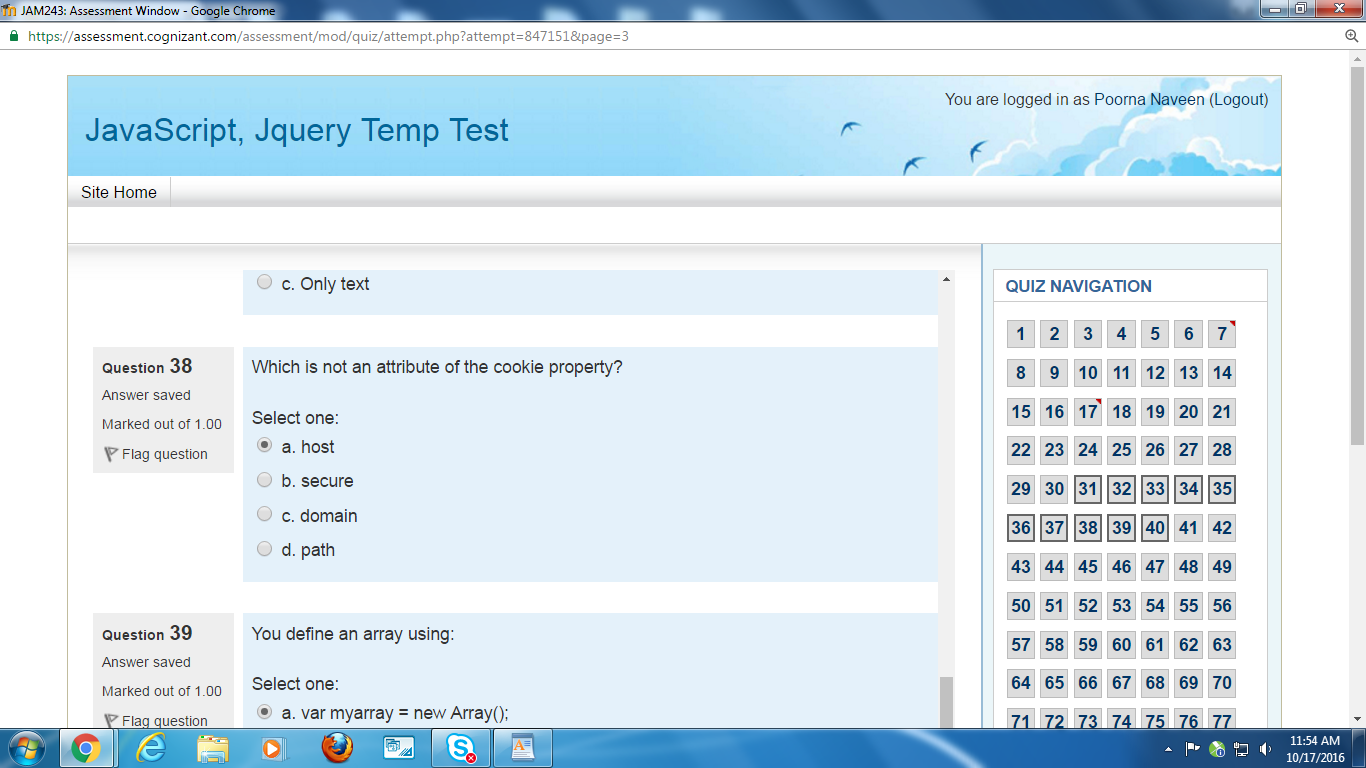 JAM243: Assessment Window - Google Chrome
https://assessment.cognizant.com/assessment/mod/quiz/attempt.php?attempt=847151&page=3
You are logged in as Poorna Naveen (Logout)
JavaScript, Jquery Temp Test
Site Home
c. Only text
Question 38
Answer saved
Marked out of 1.00
Flag question
Which is not an attribute of the cookie property?
Select one:
a. host
b. secure
c. domain
d. path
Question 39
Answer saved
Marked out of 1.00
Flag question
You define an array using:
Select one:
a. var myarray = new Array();
QUIZ NAVIGATION
1 2 3 4 5 6 7
8 9 10 11 12 13 14
15 16 17 18 19 20 21
22 23 24 25 26 27 28
29 30 31 32 33 34 35
36 37 38 39 40 41 42
43 44 45 46 47 48 49
50 51 52 53 54 55 56
57 58 59 60 61 62 63
64 65 66 67 68 69 70
71 72 73 74 75 76 77
11:54 AM
10/17/2016